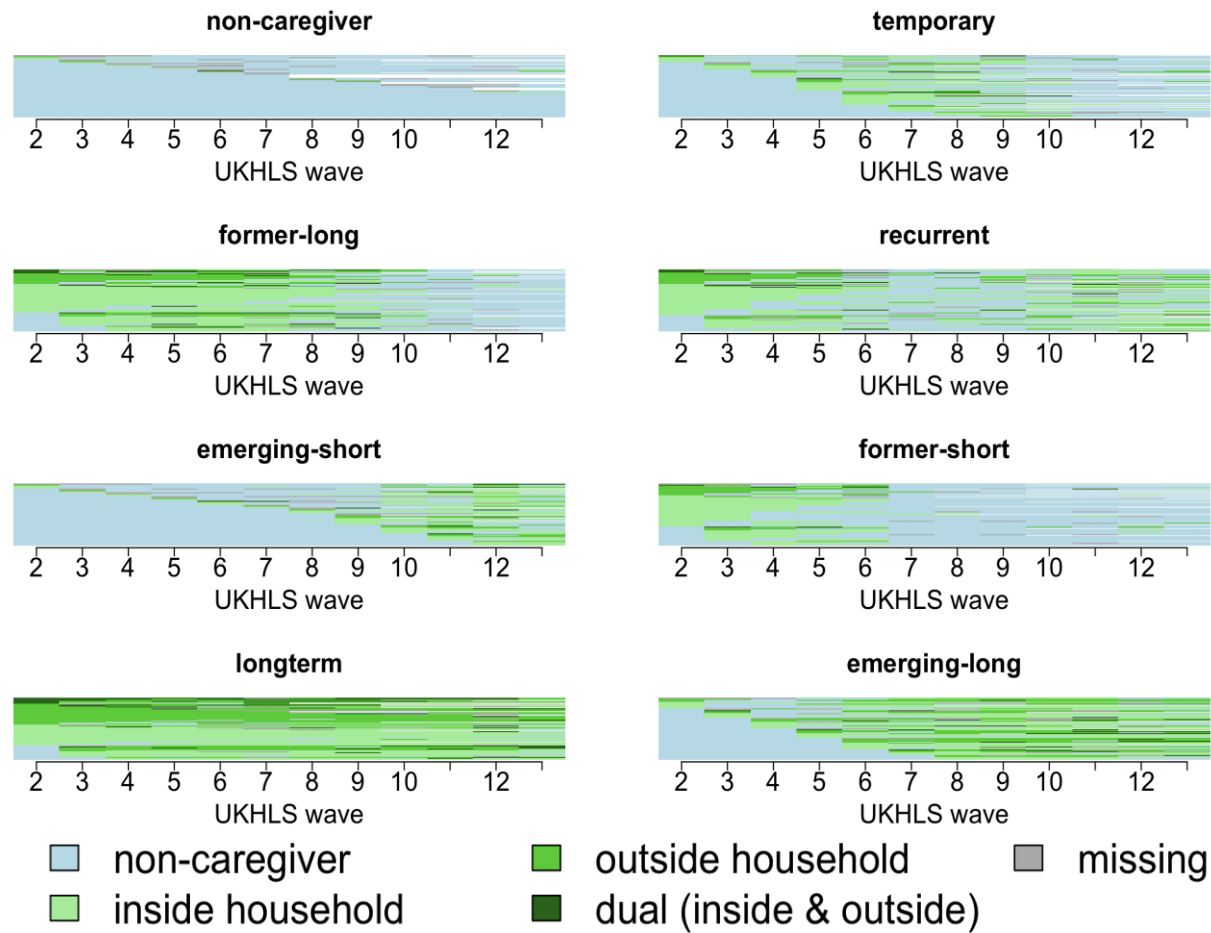 non-caregiver
2 3 4 5 6 7 8 9 10 12
UKHLS wave
temporary
2 3 4 5 6 7 8 9 10 12
UKHLS wave
former-long
2 3 4 5 6 7 8 9 10 12
UKHLS wave
recurrent
2 3 4 5 6 7 8 9 10 12
UKHLS wave
emerging-short
2 3 4 5 6 7 8 9 10 12
UKHLS wave
former-short
2 3 4 5 6 7 8 9 10 12
UKHLS wave
longterm
2 3 4 5 6 7 8 9 10 12
UKHLS wave
emerging-long
2 3 4 5 6 7 8 9 10 12
UKHLS wave
non-caregiver
inside household
outside household
dual (inside & outside)
missing